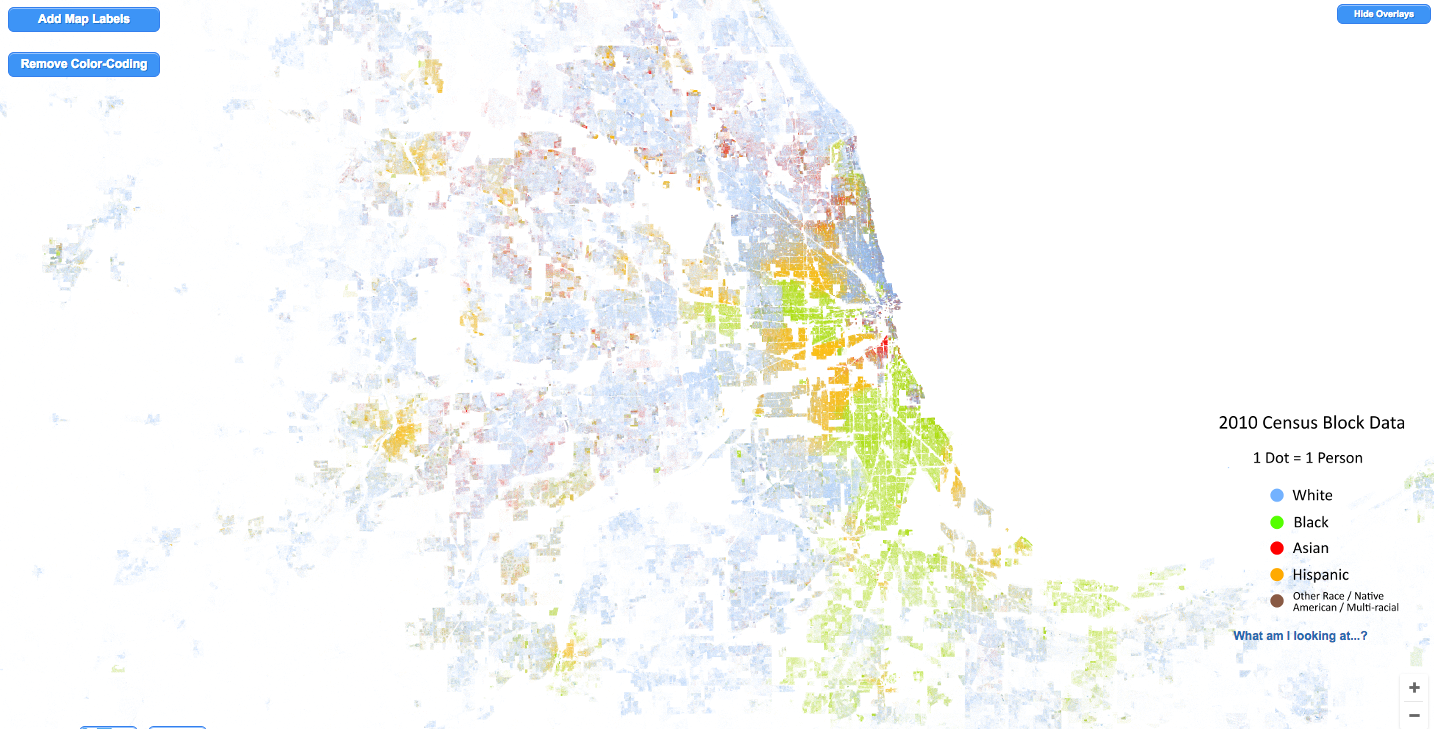 Add Map Labels
Hide Overlays
Remove Color-Coding
2010 Census Block Data
1 Dot = 1 Person
White
Black
Asian
Hispanic
Other Race / Native
American / Multi-racial
What am I looking at...?
+
−